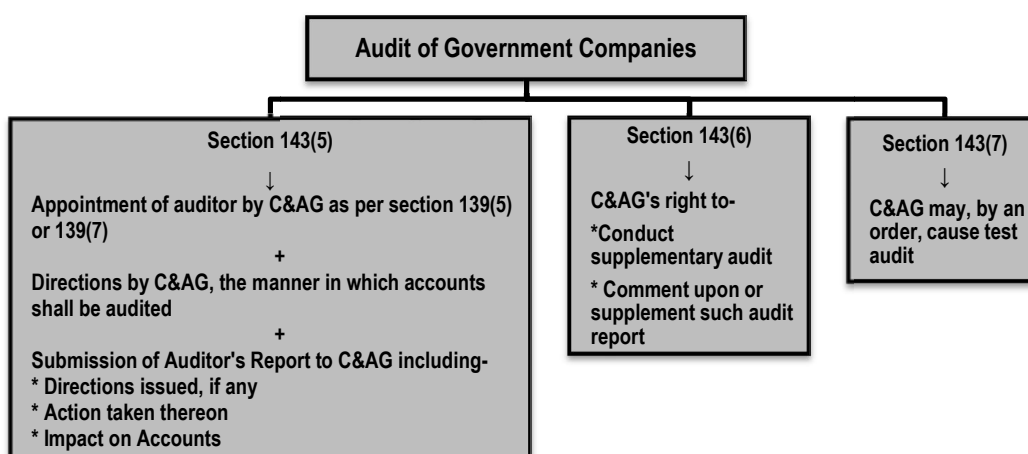 Audit of Government Companies
Section 143(5)
↓
Appointment of auditor by C&AG as per section 139(5)
or 139(7)
+
Directions by C&AG, the manner in which accounts
shall be audited
+
Submission of Auditor's Report to C&AG including-
* Directions issued, if any
* Action taken thereon
* Impact on Accounts
Section 143(6)
↓
C&AG's right to-
*Conduct
supplementary audit
* Comment upon or
supplement such audit
report
Section 143(7)
↓
C&AG may, by an
order, cause test
audit